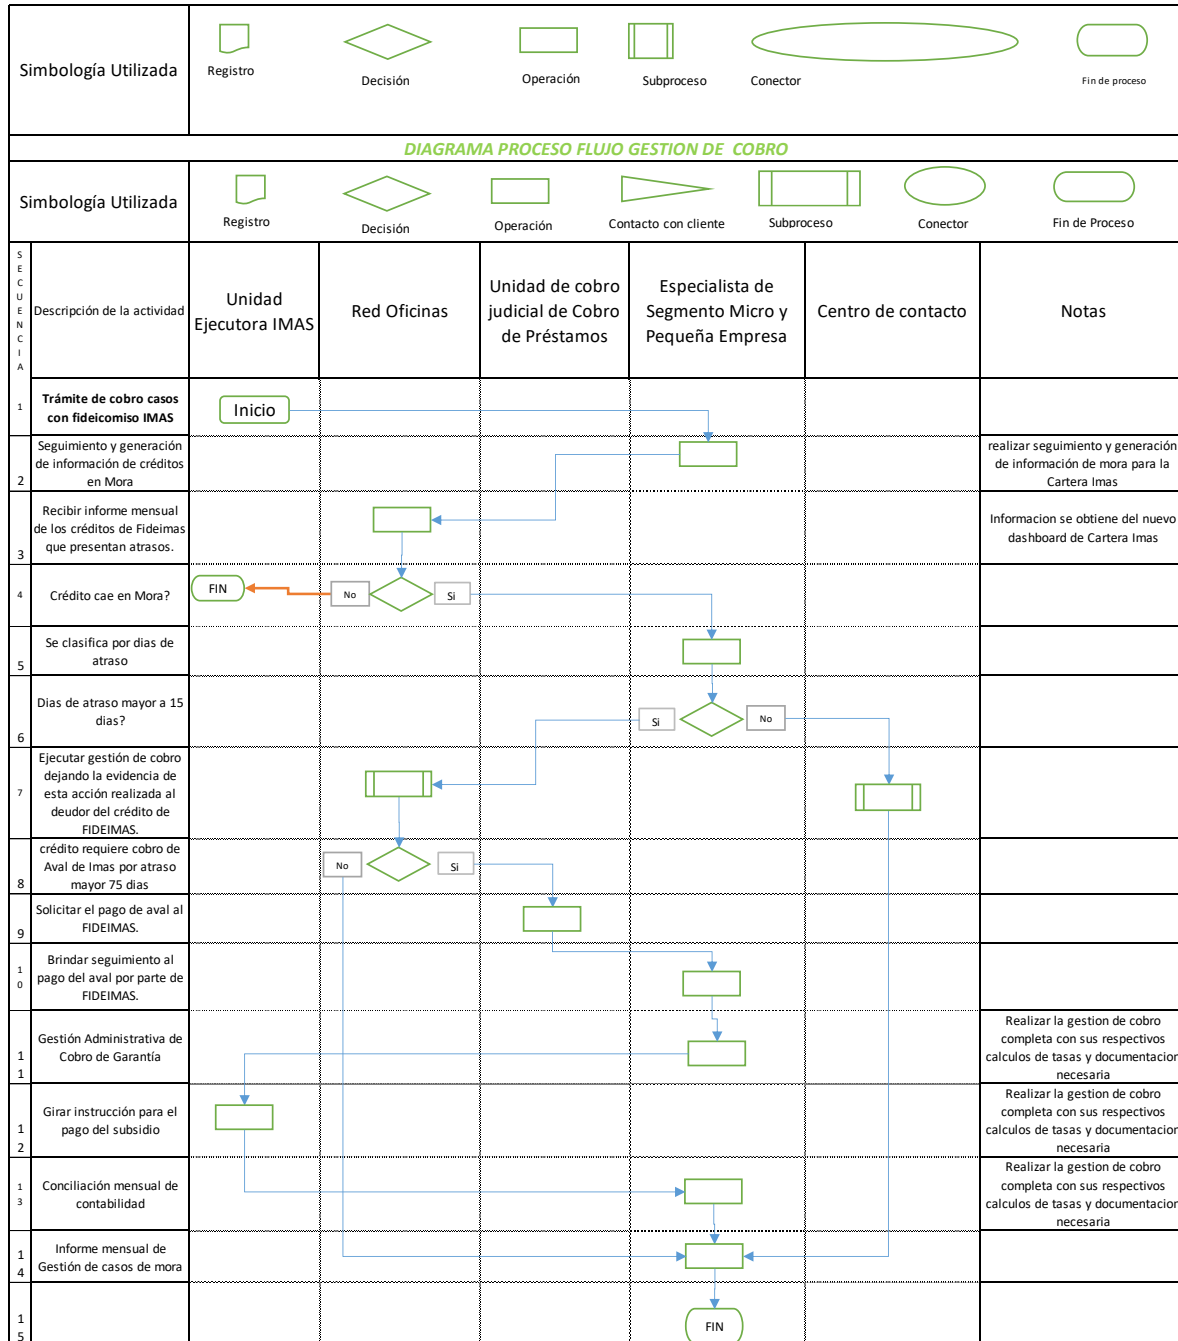 Simbología Utilizada
Registro
Decisión
Operación
Subproceso
Conector
Fin de proceso
DIAGRAMA PROCESO FLUJO GESTION DE COBRO
Simbología Utilizada
Registro
Decisión
Operación
Contacto con cliente
Subproceso
Conector
Fin de Proceso
S
E
C
U
E
N
C
I
A
Descripción de la actividad
Unidad
Ejecutora IMAS
Red Oficinas
Unidad de cobro
judicial de Cobro
de Préstamos
Especialista de
Segmento Micro y
Pequeña Empresa
Centro de contacto
Notas
1
Trámite de cobro casos
con fideicomiso IMAS
Inicio
2
Seguimiento y generación
de información de créditos
en Mora
realizar seguimiento y generación
de información de mora para la
Cartera Imas
3
Recibir informe mensual
de los créditos de Fideimas
que presentan atrasos.
Informacion se obtiene del nuevo
dashboard de Cartera Imas
4
Crédito cae en Mora?
FIN
No
Si
5
Se clasifica por dias de
atraso
6
Dias de atraso mayor a 15
dias?
Si
No
7
Ejecutar gestión de cobro
dejando la evidencia de
esta acción realizada al
deudor del crédito de
FIDEIMAS.
8
crédito requiere cobro de
Aval de Imas por atraso
mayor 75 dias
No
Si
9
Solicitar el pago de aval al
FIDEIMAS.
1
0
Brindar seguimiento al
pago del aval por parte de
FIDEIMAS.
1
1
Gestión Administrativa de
Cobro de Garantía
Realizar la gestion de cobro
completa con sus respectivos
calculos de tasas y documentacion
necesaria
1
2
Girar instrucción para el
pago del subsidio
Realizar la gestion de cobro
completa con sus respectivos
calculos de tasas y documentacion
necesaria
1
3
Conciliación mensual de
contabilidad
Realizar la gestion de cobro
completa con sus respectivos
calculos de tasas y documentacion
necesaria
1
4
Informe mensual de
Gestión de casos de mora
1
5
FIN